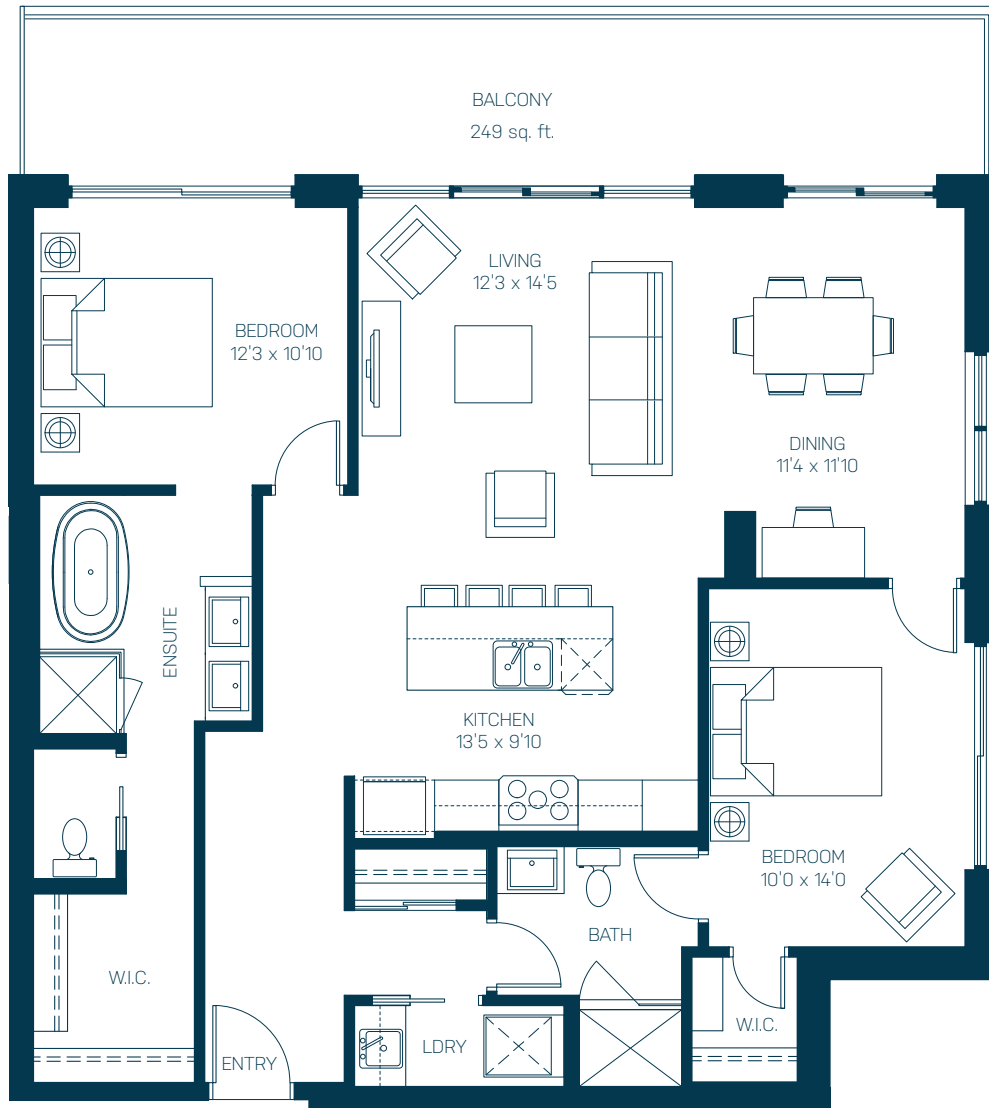 BALCONY
249 sq. ft.
LIVING
12'3 x 14'5
BEDROOM
12'3 x 10'10
DINING
11'4 x 11'10
ENSUITE
KITCHEN
13'5 x 9'10
BEDROOM
10'0 x 14'0
BATH
W.I.C.
W.I.C.
LDRY
ENTRY